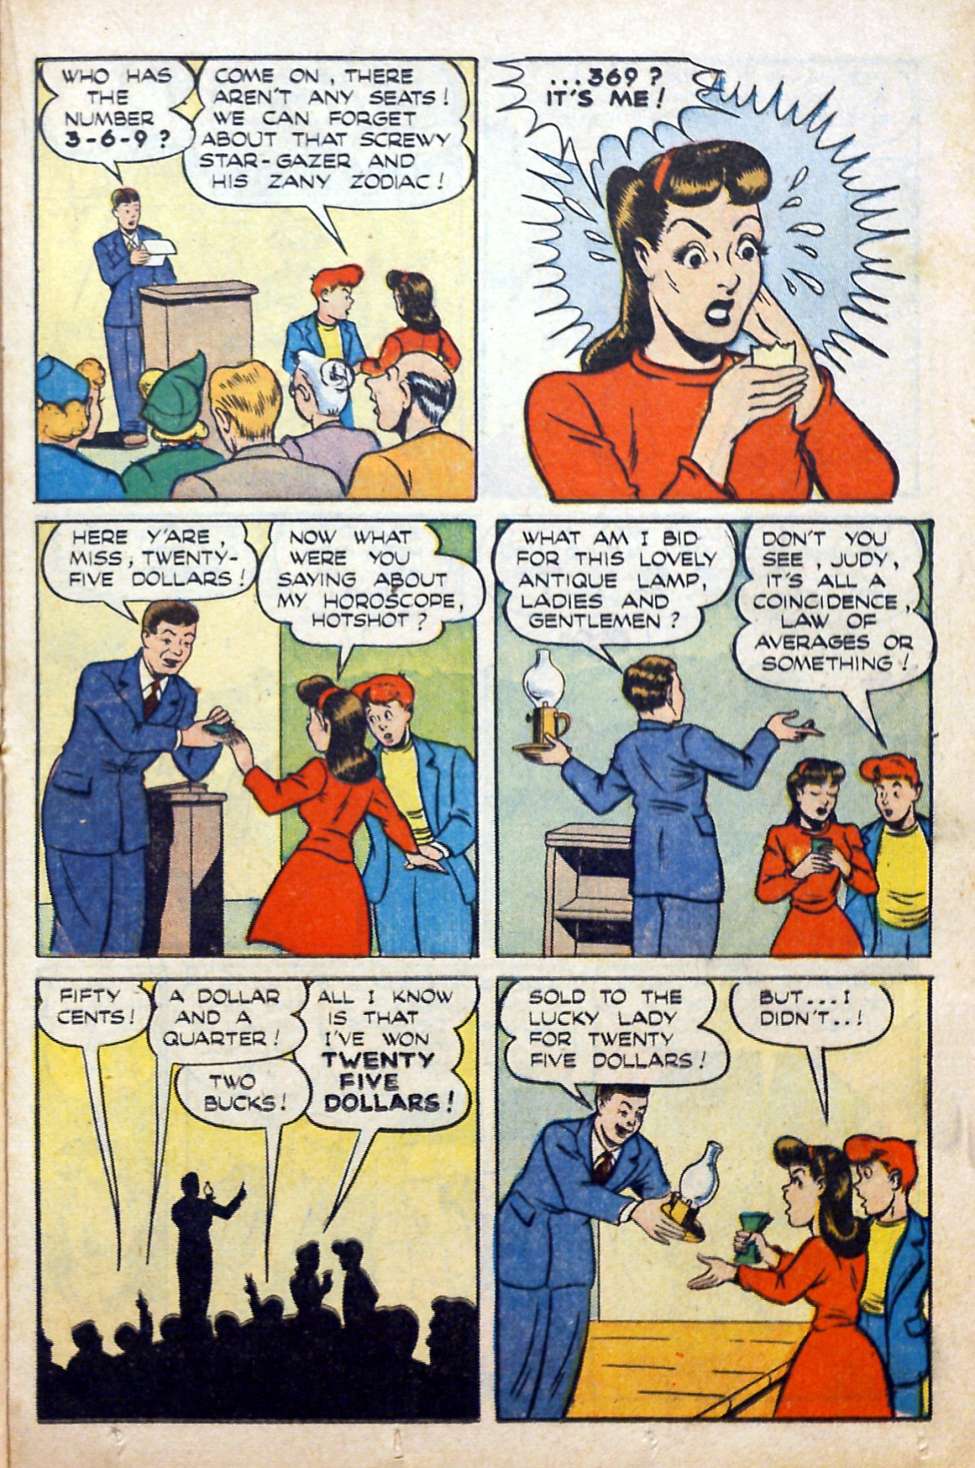 WHO HAS
THE
NUMBER
3-6-9?
COME ON, THERE
AREN'T ANY SEATS!
WE CAN FORGET
ABOUT THAT SCREWY
STAR-GAZER AND
HIS ZANY ZODIAC!
...369?
IT'S ME!
HERE Y'ARE,
MISS, TWENTY-
FIVE DOLLARS!
NOW WHAT
WERE YOU
SAYING ABOUT
MY HOROSCOPE,
HOTSHOT?
WHAT AM I BID
FOR THIS LOVELY
ANTIQUE LAMP,
LADIES AND
GENTLEMEN?
DON'T YOU
SEE, JUDY,
IT'S ALL A
COINCIDENCE,
LAW OF
AVERAGES OR
SOMETHING!
FIFTY
CENTS!
A DOLLAR
AND A
QUARTER!
TWO
BUCKS!
ALL I KNOW
IS THAT
I'VE WON
TWENTY
FIVE
DOLLARS!
SOLD TO THE
LUCKY LADY
FOR TWENTY
FIVE DOLLARS!
BUT...I
DIDN'T..!